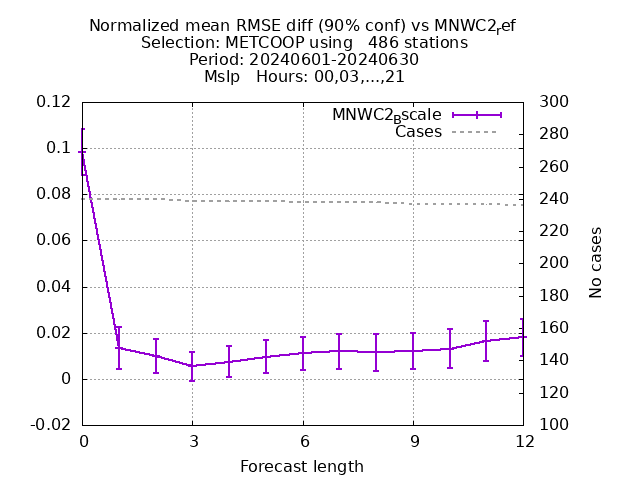 Normalized mean RMSE diff (90% conf) vs MNWC2ref
Selection: METCOOP using   486 stations
Period: 20240601-20240630
Mslp   Hours: 00,03,...,21
MNWC2Bscale
Cases
0.12
0.1
0.08
0.06
0.04
0.02
0
-0.02
300
280
260
240
220
200
180
160
140
120
100
No cases
0 3 6 9 12
Forecast length